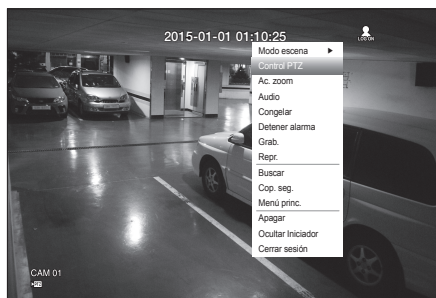 2015-01-01 01:10:25
LOG ON
Modo escena
Control PTZ
Ac. zoom
Audio
Congelar
Detener alarma
Grab.
Repr.
Buscar
Cop. seg.
Menú princ.
Apagar
Ocultar Iniciador
Cerrar sesión
CAM 01